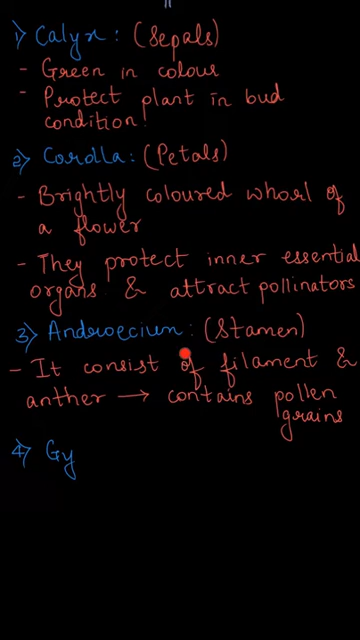 1) Calyx : (Sepals)
- Green in colour
- Protect plant in bud
condition.
2) Corolla: (Petals)
- Brightly coloured whorl of
a flower
- They protect inner essential
organs & attract pollinators
3) Androecium: (Stamen)
- It consist of filament &
anther → contains pollen
grains
4) Gy